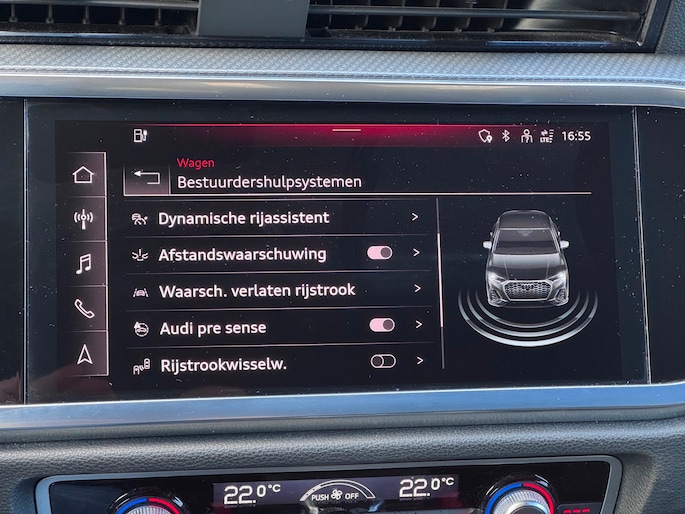 LTE 16:55
Wagen
Bestuurdershulpsystemen
Dynamische rijassistent
Afstandswaarschuwing
Waarsch. verlaten rijstrook
Audi pre sense
Rijstrookwisselw.
22.0°C PUSH OFF 22.0°C